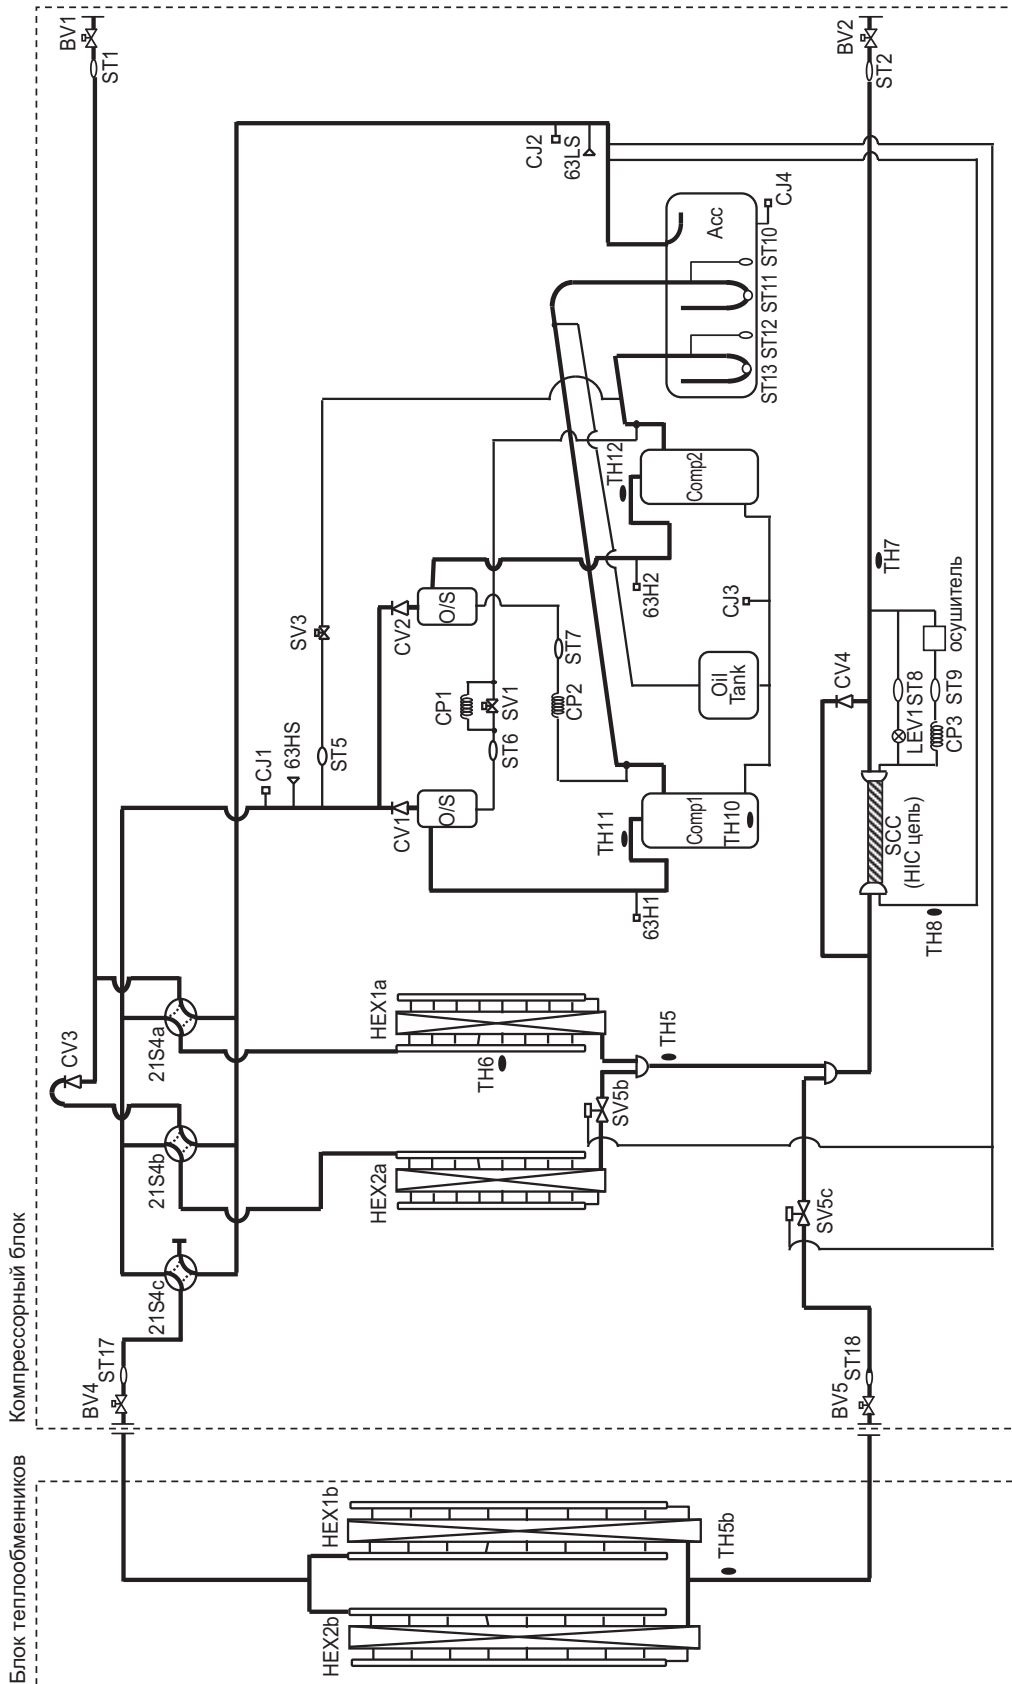 Компрессорный блок
Блок теплообменников
BV1
ST1
BV2
ST2
CJ2
63LS
CJ4
Acc
ST10
ST11
ST12
ST13
TH12
Comp2
TH7
осушитель
SV3
CV2
O/S
63H2
CJ3
ST7
CP2
CP1
SV1
ST6
Oil
Tank
CV4
ST8
LEV1
ST9
CP3
CJ1
63HS
ST5
CV1
O/S
TH11
Comp1
TH10
SCC
(HIC цепь)
TH8
63H1
CV3
21S4a
HEX1a
TH6
TH5
SV5b
21S4b
HEX2a
SV5c
21S4c
ST17
BV4
ST18
BV5
HEX1b
TH5b
HEX2b